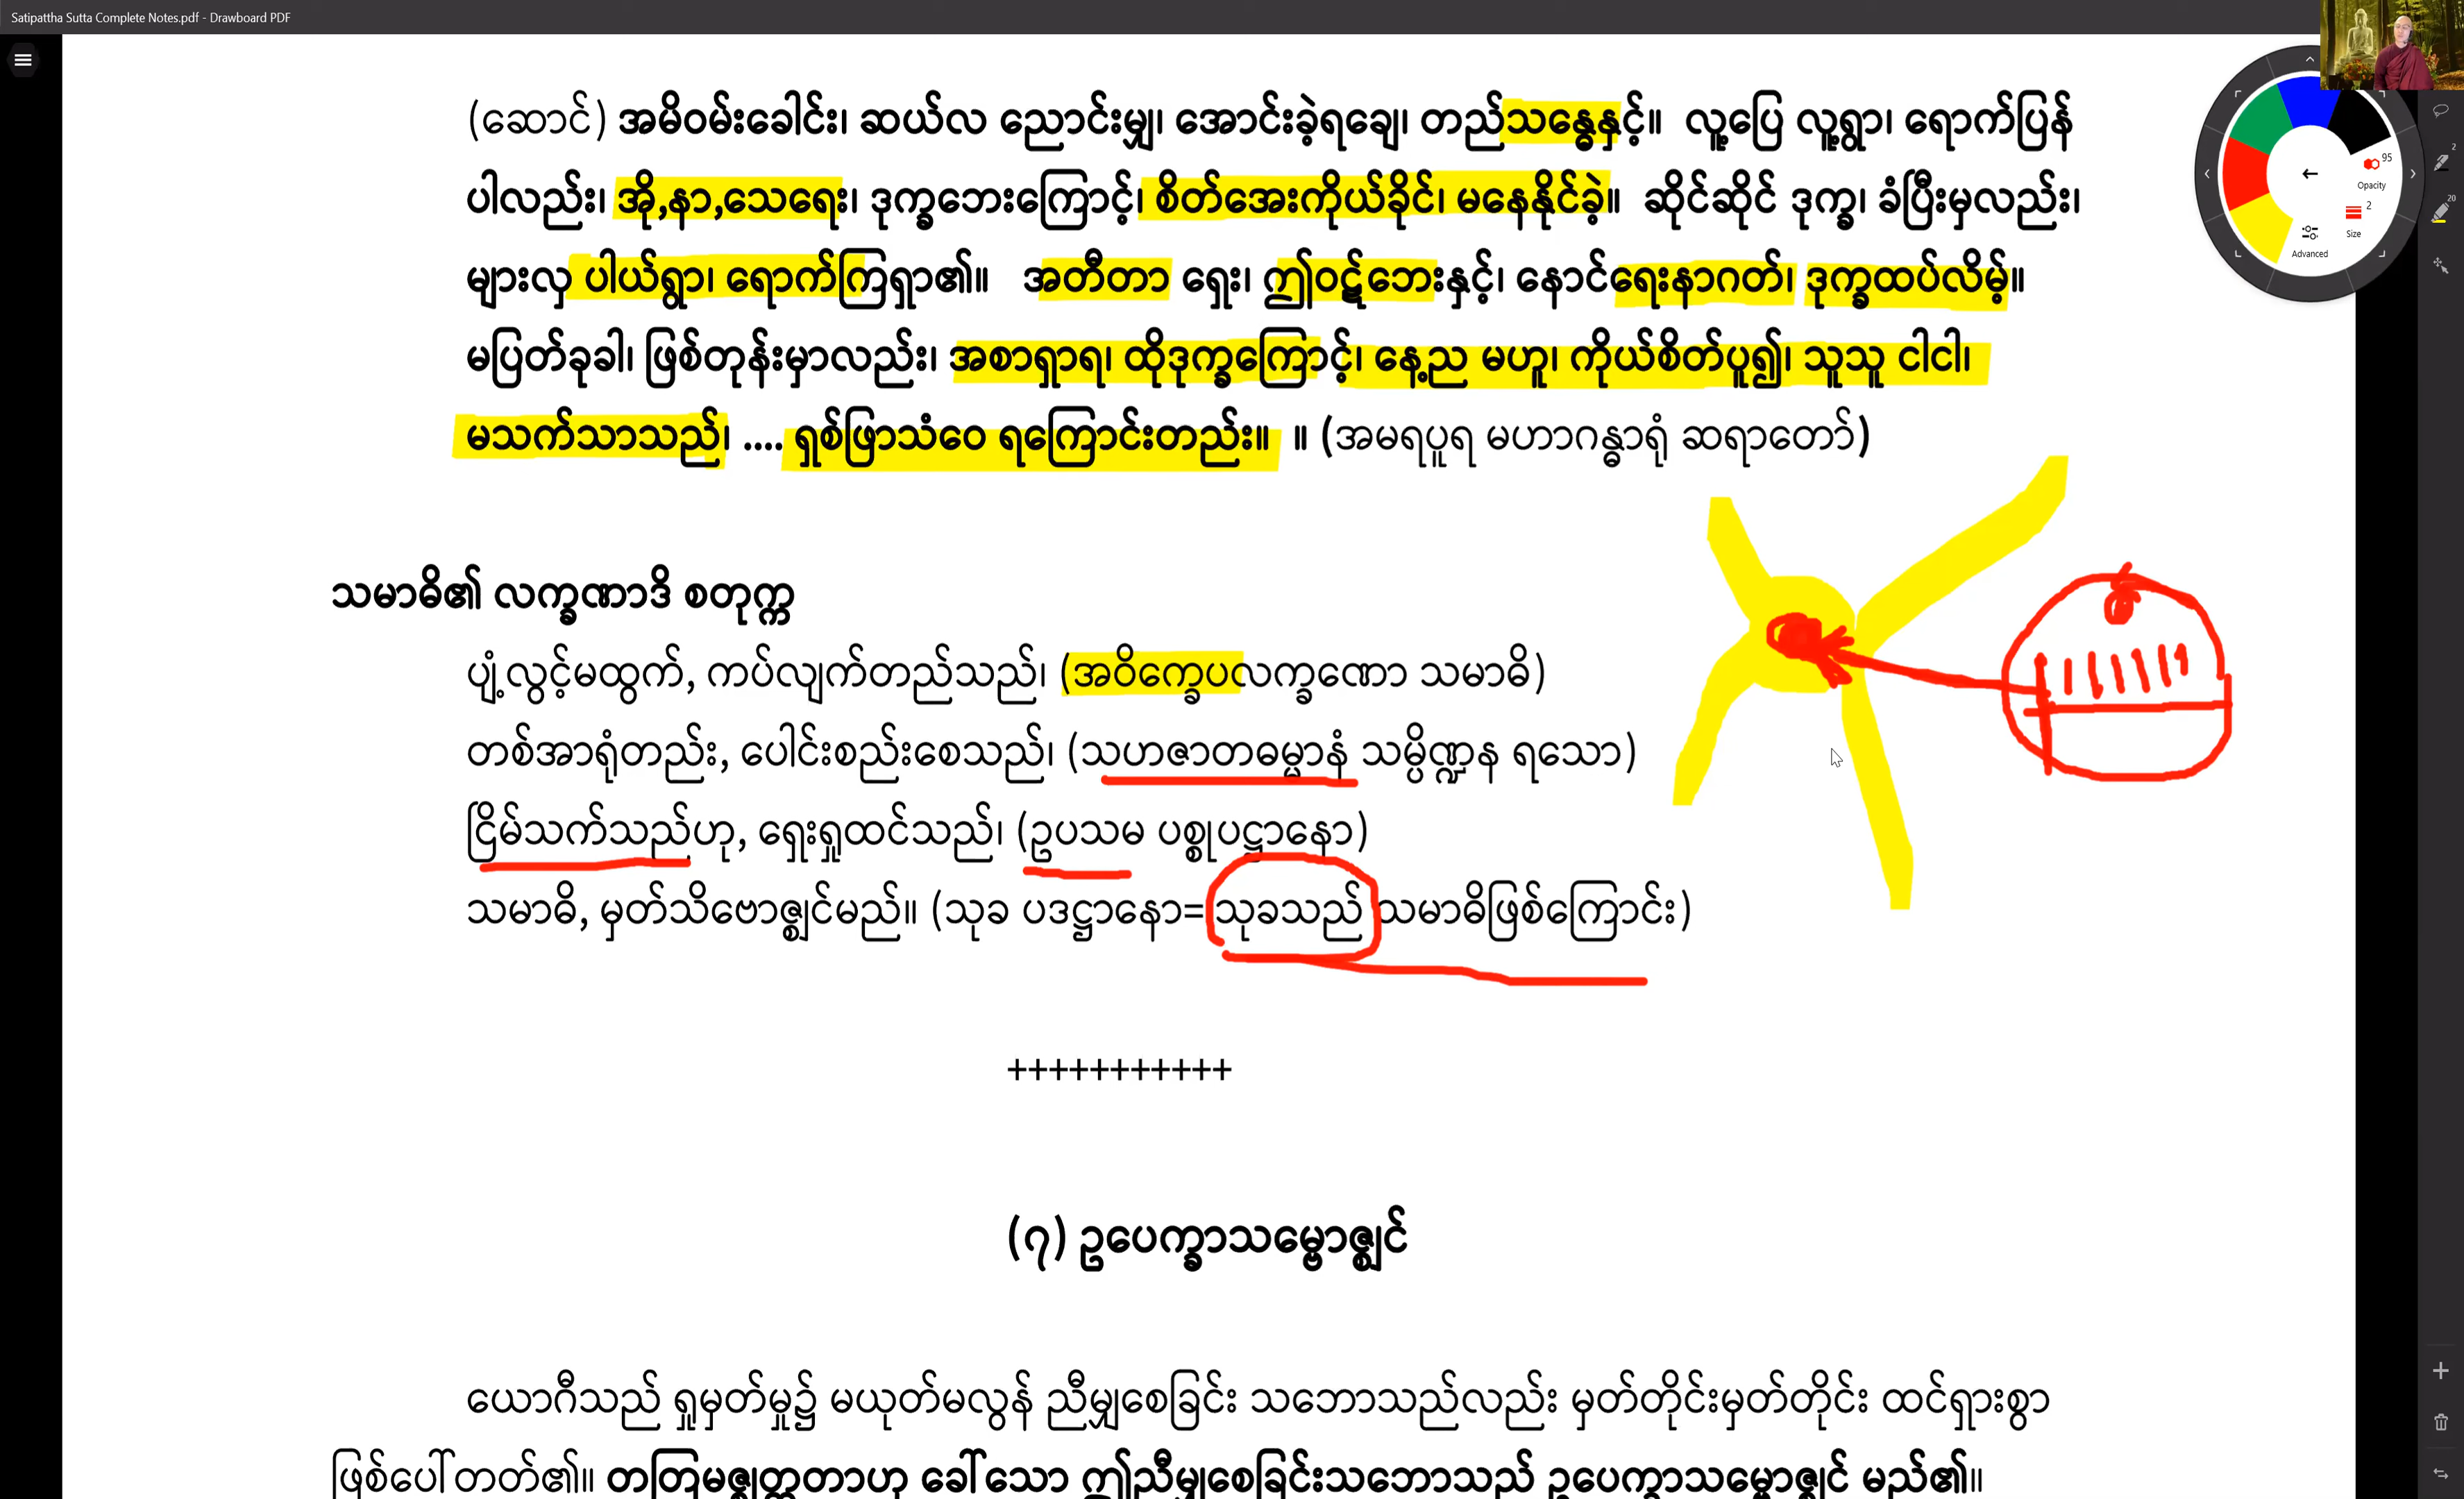 Satipattha Sutta Complete Notes.pdf - Drawboard PDF
(ဆောင်) အမိဝမ်းခေါင်း၊ ဆယ်လ ညောင်းမျှ၊ အောင်းခဲ့ရချေ၊ တည်သန္ဓေနှင့်။ လူ့ပြေ လူ့ရွာ၊ ရောက်ပြန်
ပါလည်း၊ အို,နာ,သေရေး၊ ဒုက္ခဘေးကြောင့်၊ စိတ်အေးကိုယ်ခိုင်၊ မနေနိုင်ခဲ့။ ဆိုင်ဆိုင် ဒုက္ခ၊ ခံပြီးမှလည်း၊
များလှ ပါယ်ရွာ၊ ရောက်ကြရှာ၏။ အတီတာ ရှေး၊ ဤဝဋ်ဘေးနှင့်၊ နောင်ရေးနာဂတ်၊ ဒုက္ခထပ်လိမ့်။
မပြတ်ခုခါ၊ ဖြစ်တုန်းမှာလည်း၊ အစာရှာရ၊ ထိုဒုက္ခကြောင့်၊ နေ့ည မဟူ၊ ကိုယ်စိတ်ပူ၍၊ သူသူ ငါငါ၊
မသက်သာသည်၊ .... ရှစ်ဖြာသံဝေ ရကြောင်းတည်း။ ။ (အမရပူရ မဟာဂန္ဓာရုံ ဆရာတော်)
95
Opacity
2
Size
Advanced
2
20
သမာဓိ၏ လက္ခဏာဒိ စတုက္က
ပျံ့လွင့်မထွက်, ကပ်လျက်တည်သည်၊ (အဝိက္ခေပလက္ခဏော သမာဓိ)
တစ်အာရုံတည်း, ပေါင်းစည်းစေသည်၊ (သဟဇာတဓမ္မာနံ သမ္ပိဏ္ဍန ရသော)
ငြိမ်သက်သည်ဟု, ရှေးရှုထင်သည်၊ (ဥပသမ ပစ္စုပဋ္ဌာနော)
သမာဓိ, မှတ်သိဗောဇ္ဈင်မည်။ (သုခ ပဒဋ္ဌာနော=သုခသည် သမာဓိဖြစ်ကြောင်း)
+++++++++++
(၇) ဥပေက္ခာသမ္ဗောဇ္ဈင်
ယောဂီသည် ရှုမှတ်မှု၌ မယုတ်မလွန် ညီမျှစေခြင်း သဘောသည်လည်း မှတ်တိုင်းမှတ်တိုင်း ထင်ရှားစွာ
ဖြစ်ပေါ်တတ်၏။ တတြမဇ္ဈတ္တတာဟု ခေါ်သော ဤညီမျှစေခြင်းသဘောသည် ဥပေက္ခာသမ္ဗောဇ္ဈင် မည်၏။